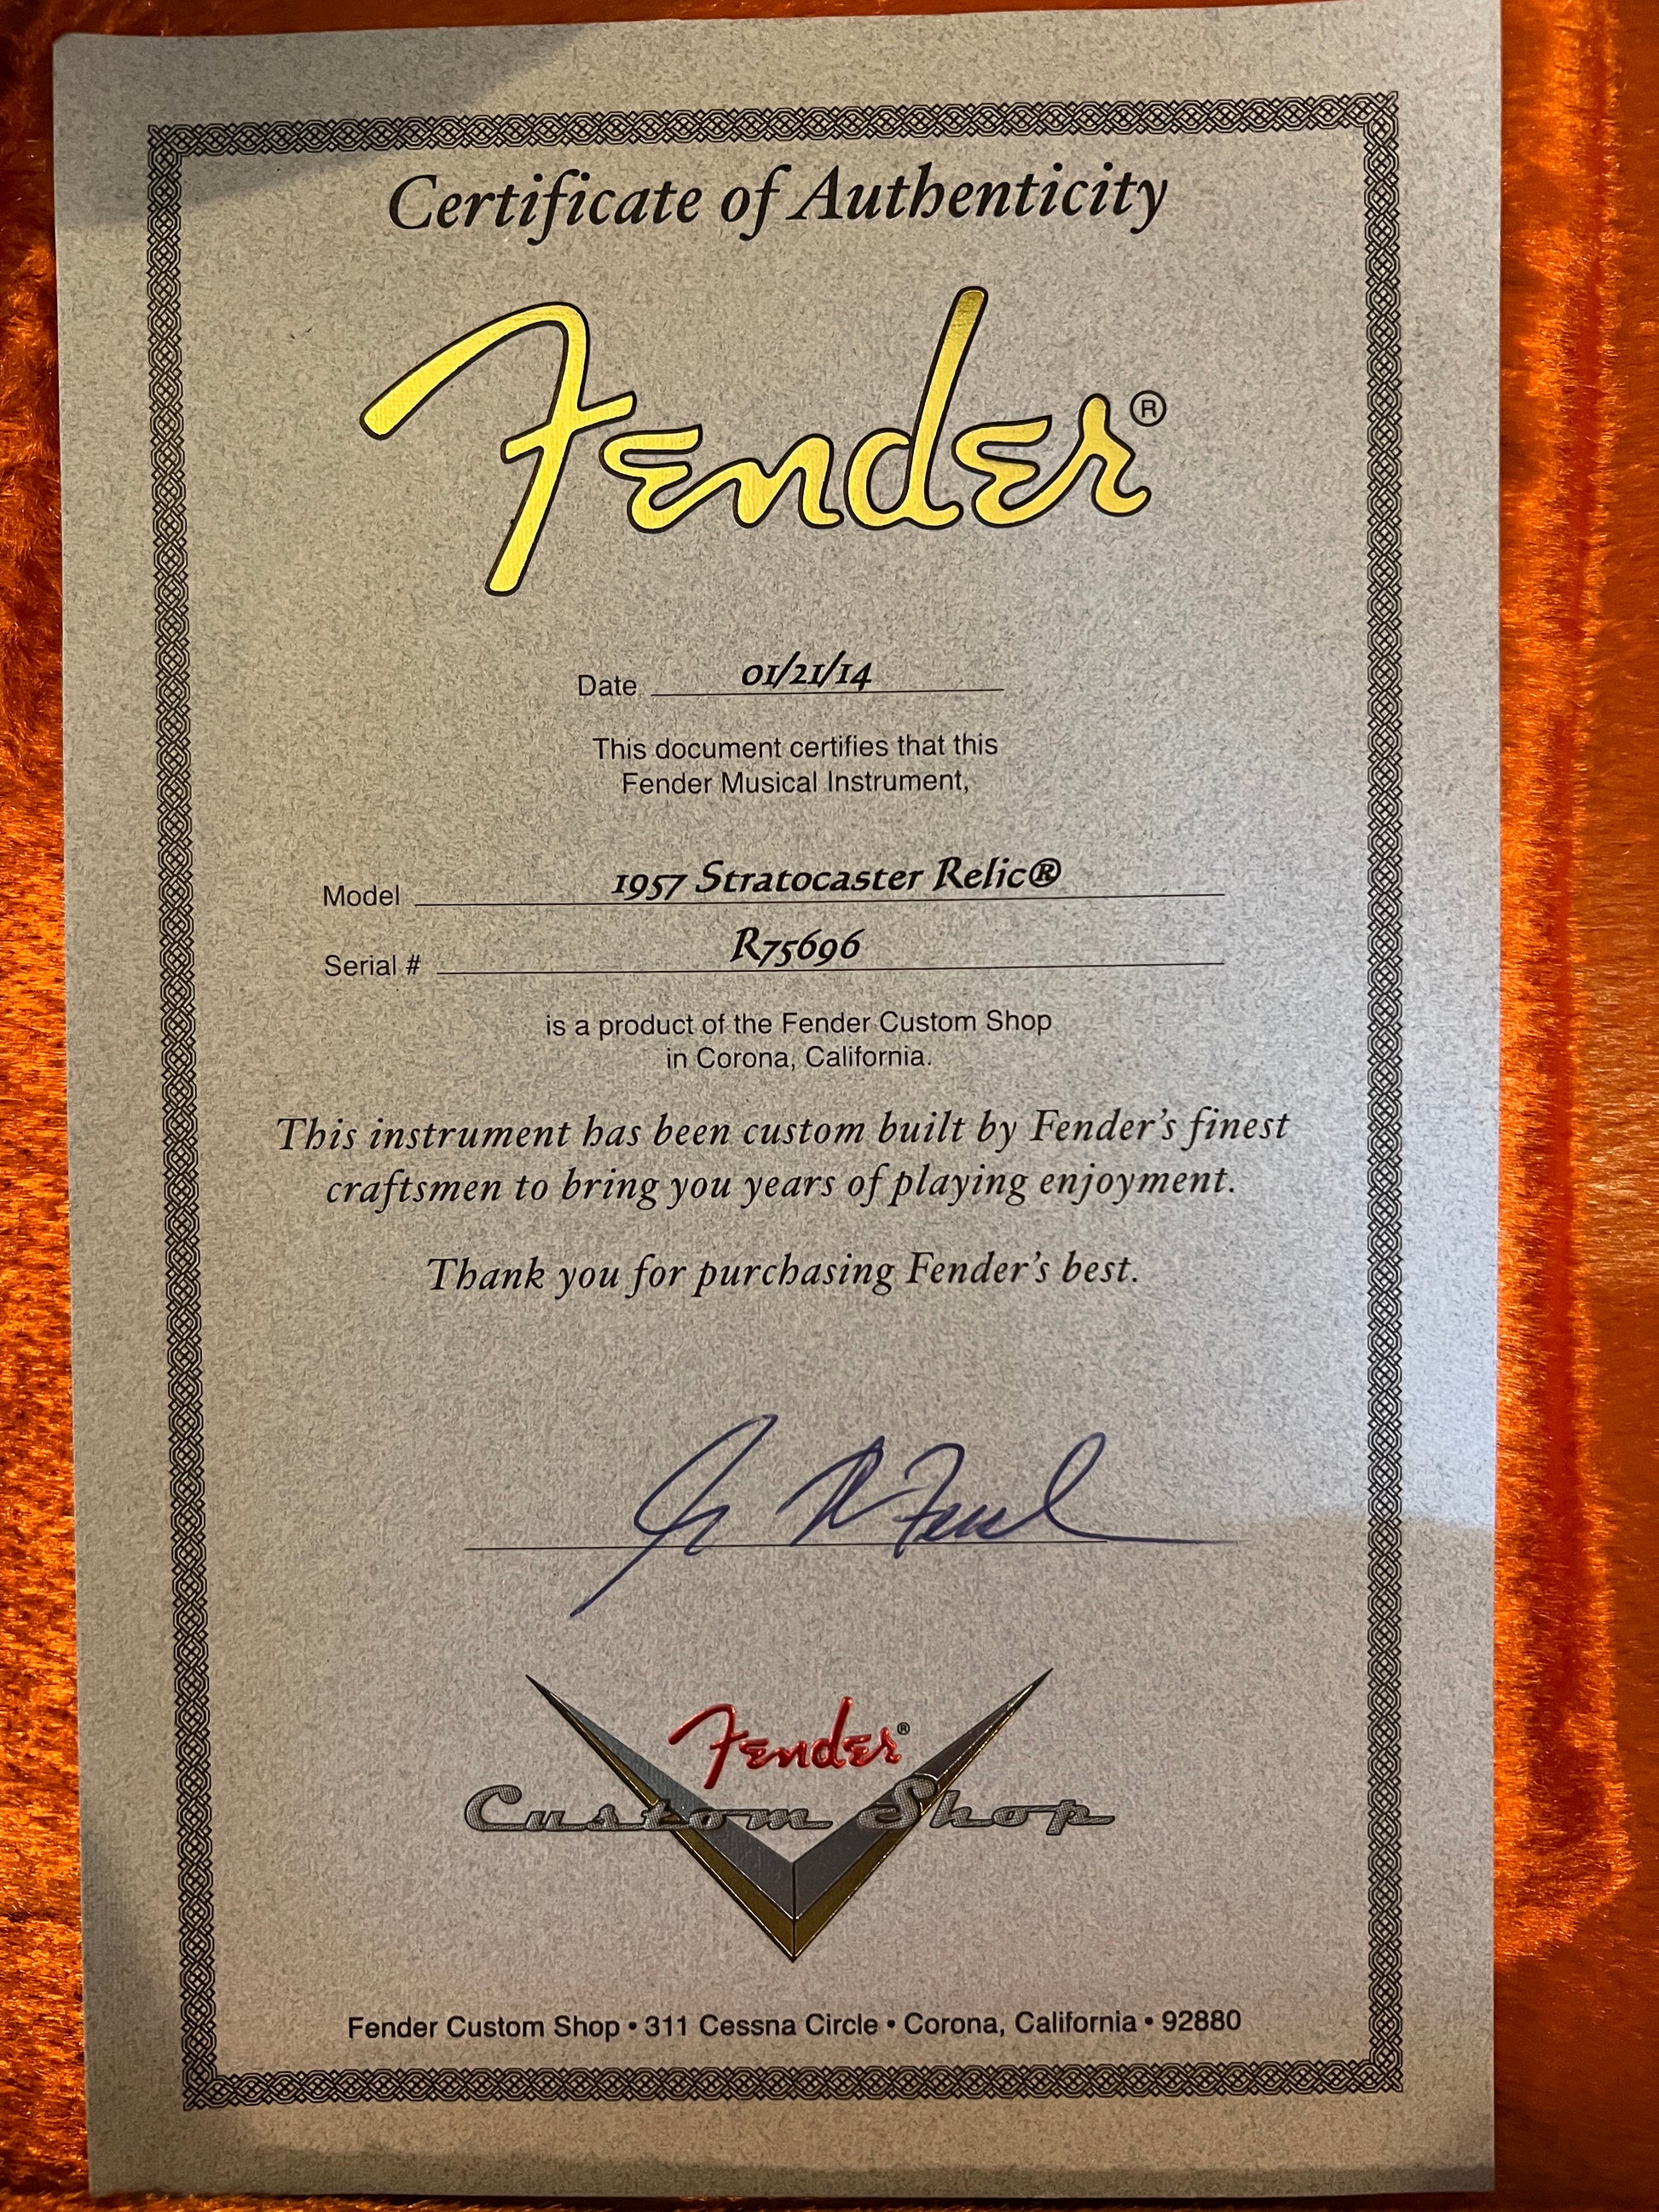 Certificate of Authenticity
Fender®
Date 01/21/14
This document certifies that this
Fender Musical Instrument,
Model 1957 Stratocaster Relic®
Serial # R75696
is a product of the Fender Custom Shop
in Corona, California.
This instrument has been custom built by Fender's finest
craftsmen to bring you years of playing enjoyment.
Thank you for purchasing Fender's best.
Fender®
Custom Shop
Fender Custom Shop • 311 Cessna Circle • Corona, California • 92880